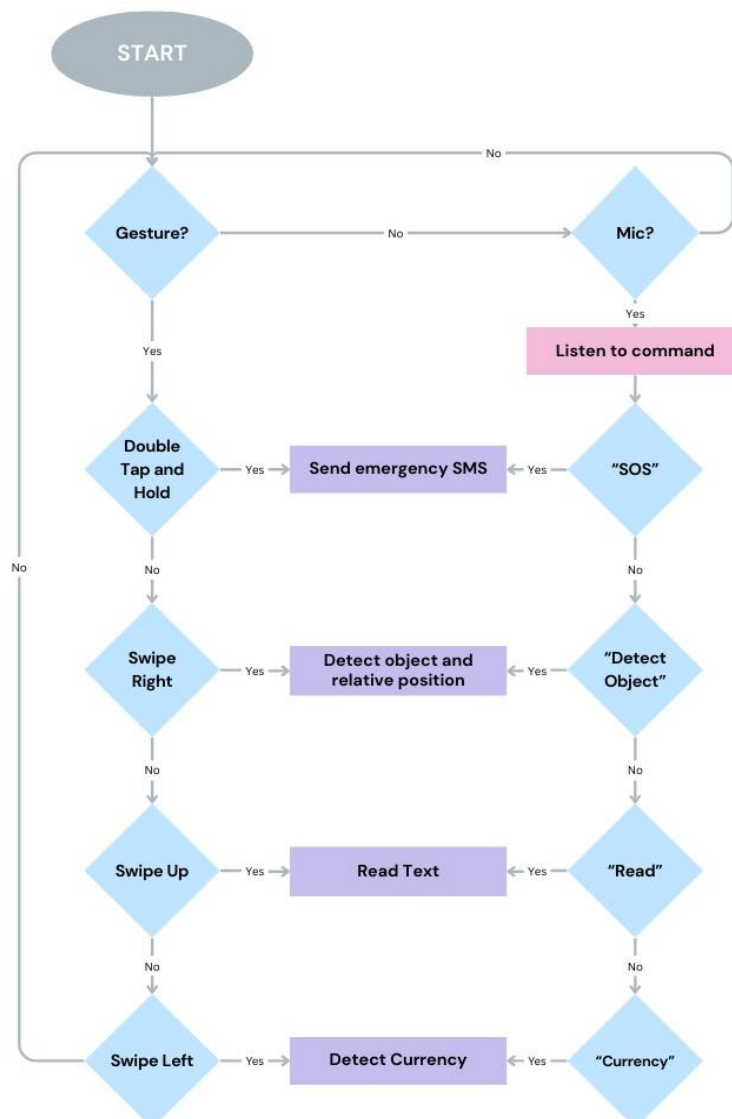 START
No
Gesture?
No
Mic?
Yes
Yes
Listen to command
Double
Tap and
Hold
Yes
Send emergency SMS
Yes
“SOS”
No
No
No
Swipe
Right
Yes
Detect object and
relative position
Yes
“Detect
Object”
No
No
Swipe Up
Yes
Read Text
Yes
“Read”
No
No
Swipe Left
Yes
Detect Currency
Yes
“Currency”